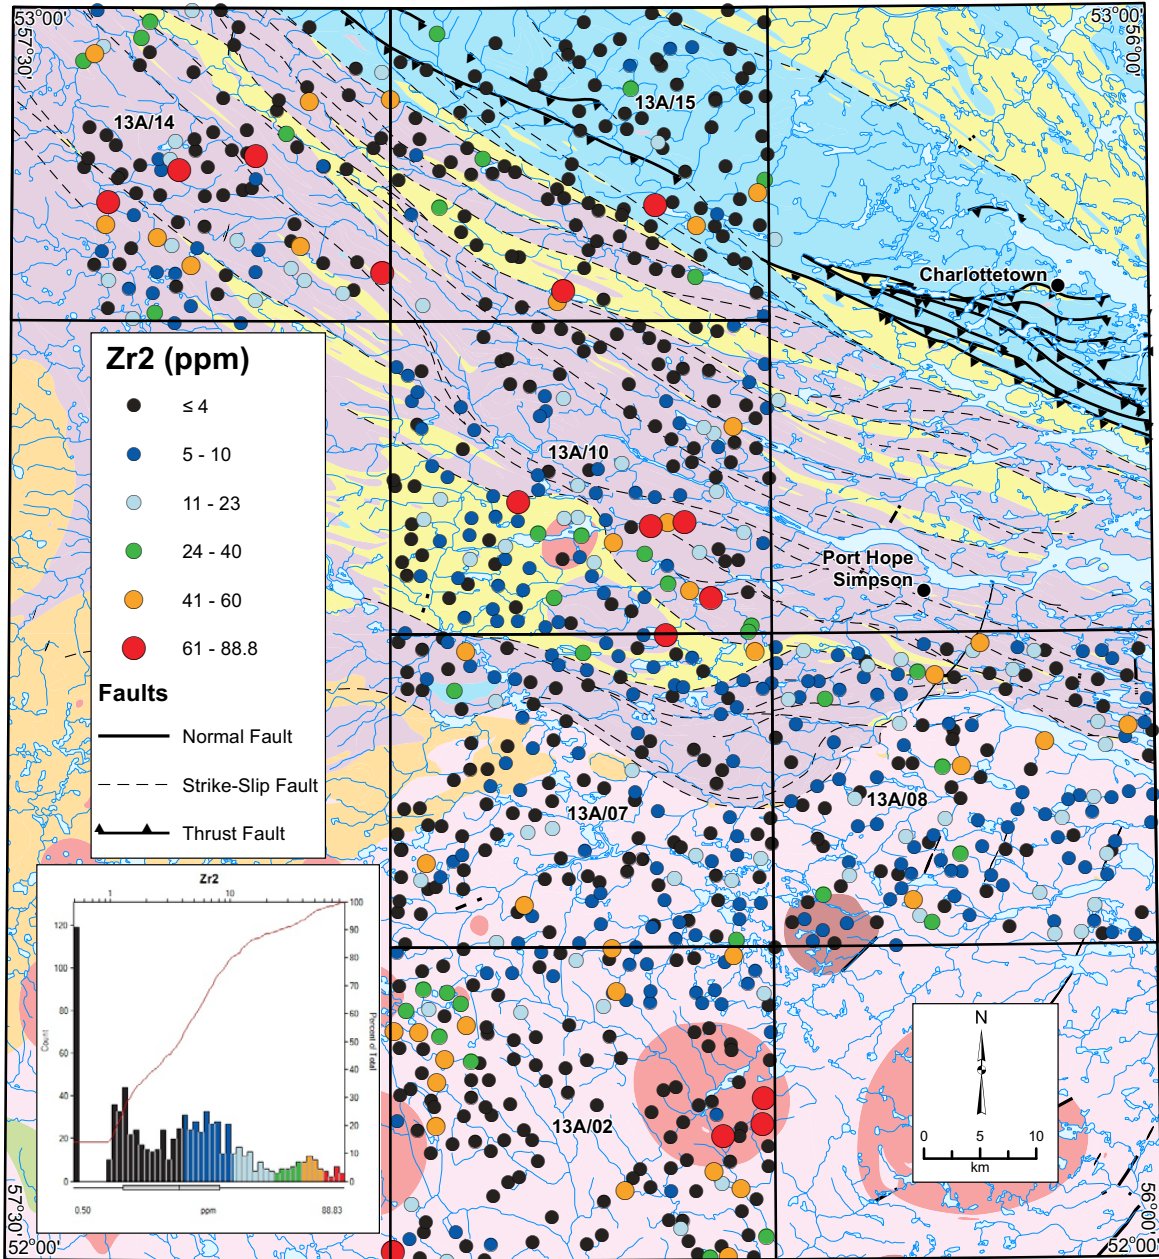 53°00'
57°30'
53°00'
56°00'
13A/14
13A/15
Charlottetown
Zr2 (ppm)
≤ 4
5 - 10
11 - 23
24 - 40
41 - 60
61 - 88.8
Faults
Normal Fault
Strike-Slip Fault
Thrust Fault
13A/10
Port Hope
Simpson
13A/07
13A/08
13A/02
Zr2
1 10
Count
120
100
80
60
40
20
0
100
90
80
70
60
50
40
30
20
10
0
Percent of Total
0.50 ppm 88.83
N
0 5 10
km
57°30'
52°00'
56°00'
52°00'